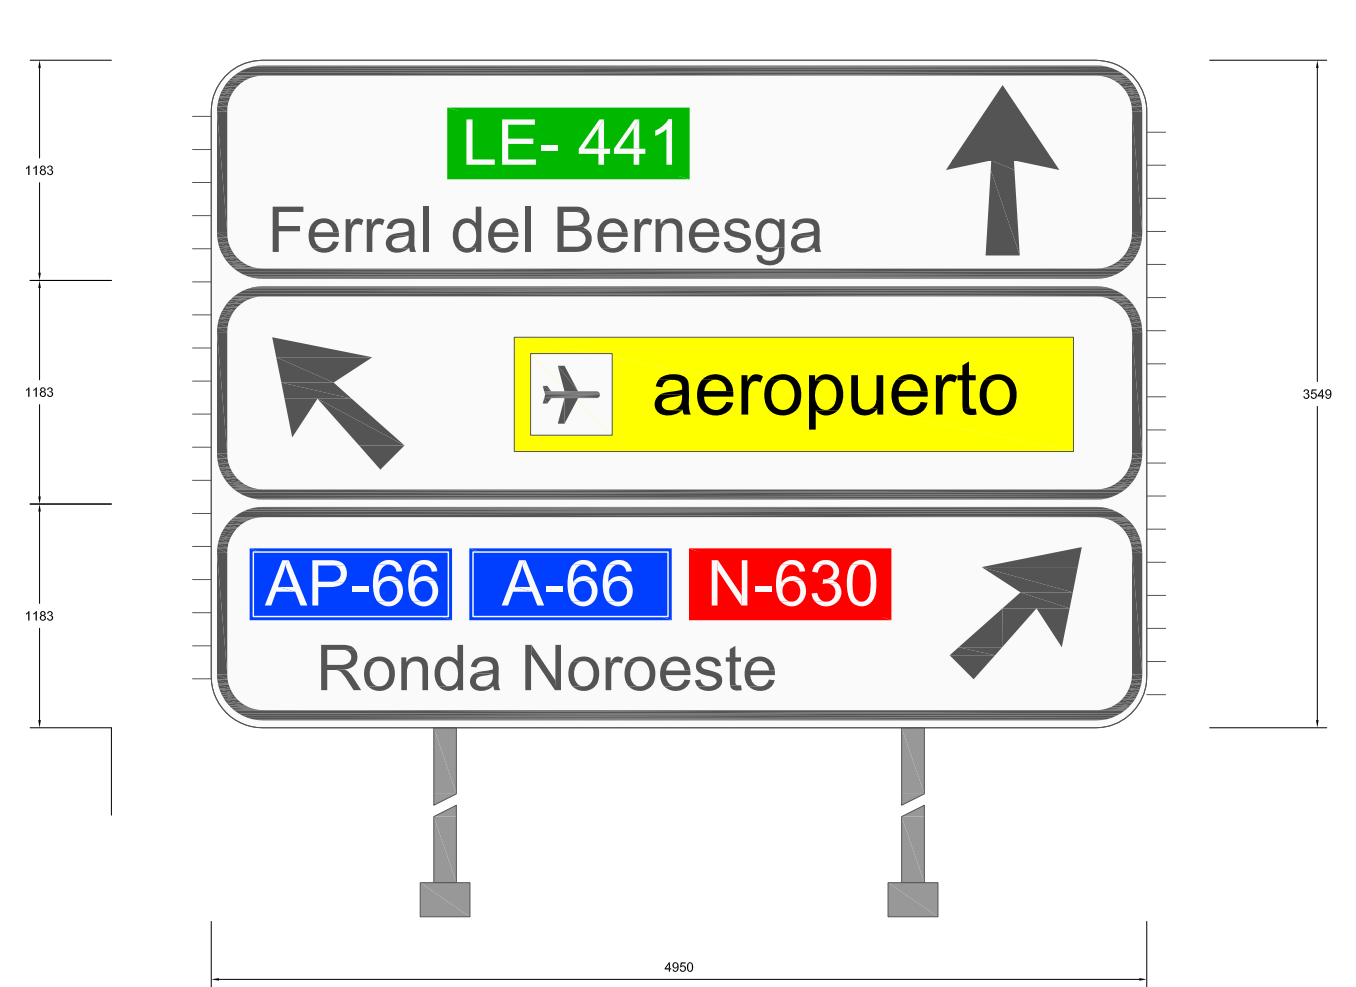 LE- 441
1183
Ferral del Bernesga
1183
aeropuerto
3549
AP-66 A-66 N-630
1183
Ronda Noroeste
4950